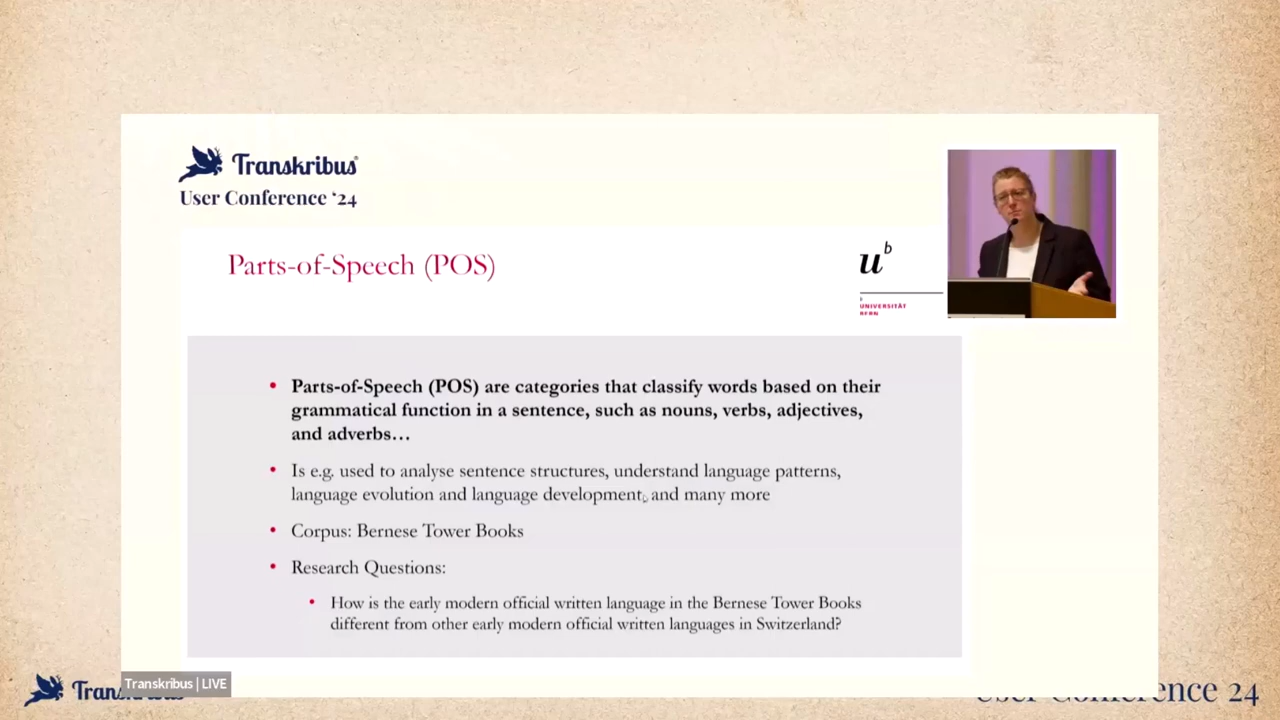 Transkribus®
User Conference ‘24
Parts-of-Speech (POS)
u^b
b
UNIVERSITÄT
BERN
• Parts-of-Speech (POS) are categories that classify words based on their
grammatical function in a sentence, such as nouns, verbs, adjectives,
and adverbs…
• Is e.g. used to analyse sentence structures, understand language patterns,
language evolution and language development, and many more
• Corpus: Bernese Tower Books
• Research Questions:
• How is the early modern official written language in the Bernese Tower Books
different from other early modern official written languages in Switzerland?
Transkribus | LIVE
Transkribus
User Conference 24